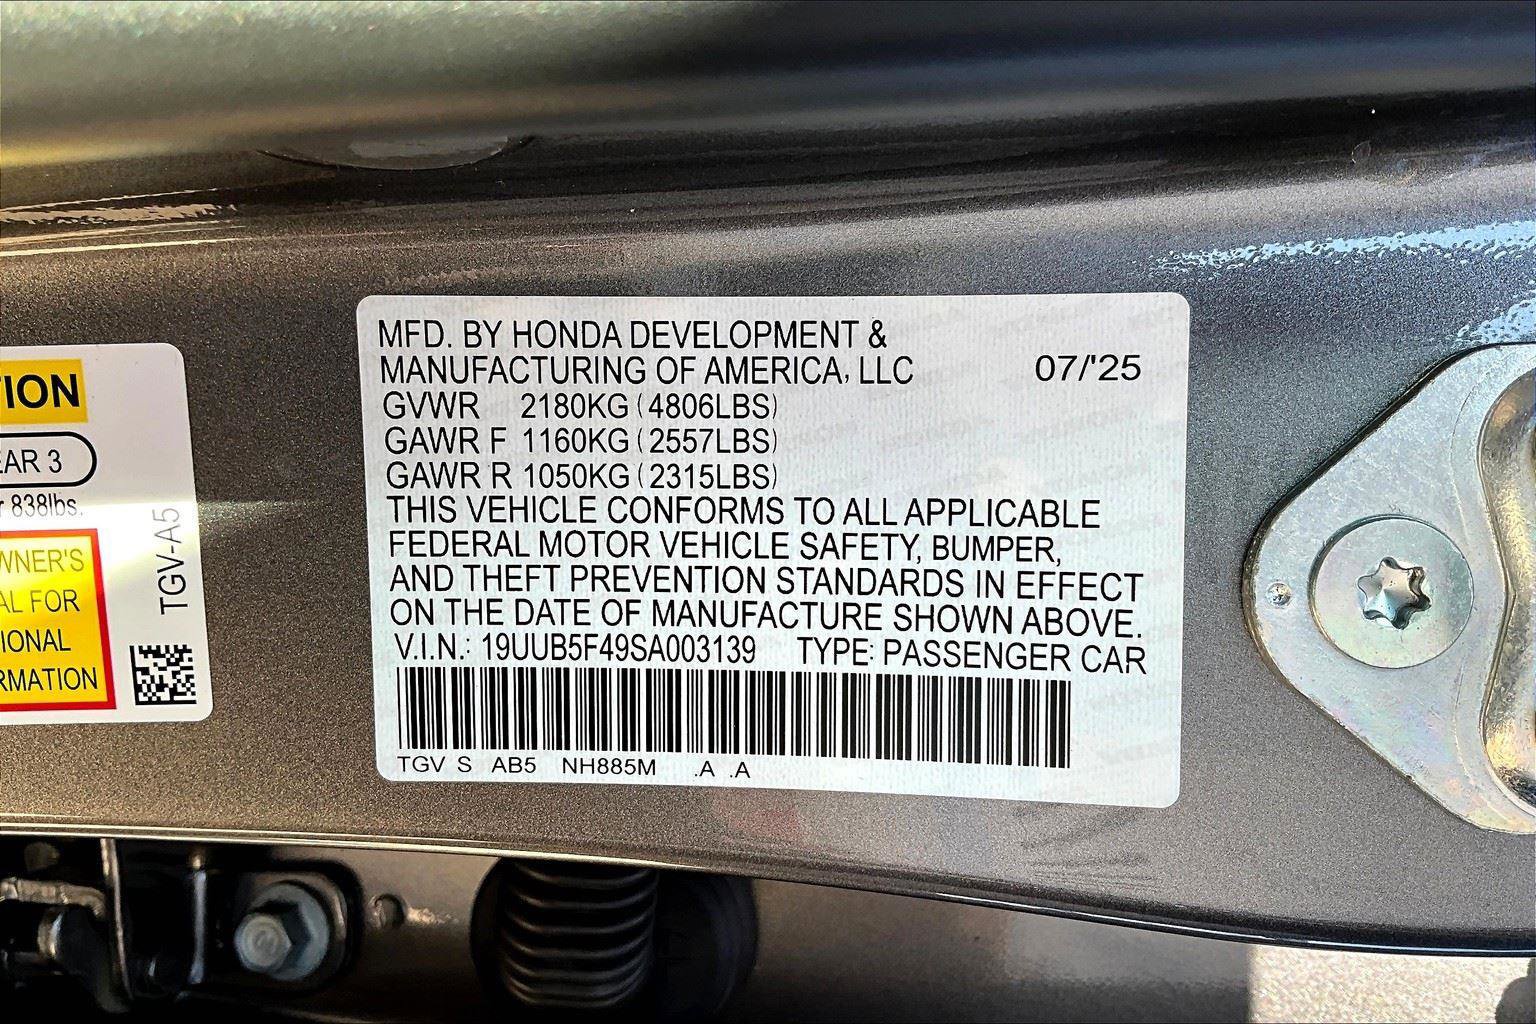 TION
EAR 3
r 838lbs.
WNER'S
AL FOR
IONAL
RMATION
TGV-A5
MFD. BY HONDA DEVELOPMENT &
MANUFACTURING OF AMERICA, LLC 07/'25
GVWR 2180KG (4806LBS)
GAWR F 1160KG (2557LBS)
GAWR R 1050KG (2315LBS)
THIS VEHICLE CONFORMS TO ALL APPLICABLE
FEDERAL MOTOR VEHICLE SAFETY, BUMPER,
AND THEFT PREVENTION STANDARDS IN EFFECT
ON THE DATE OF MANUFACTURE SHOWN ABOVE.
V.I.N.: 19UUB5F49SA003139 TYPE: PASSENGER CAR
TGV S AB5 NH885M .A .A